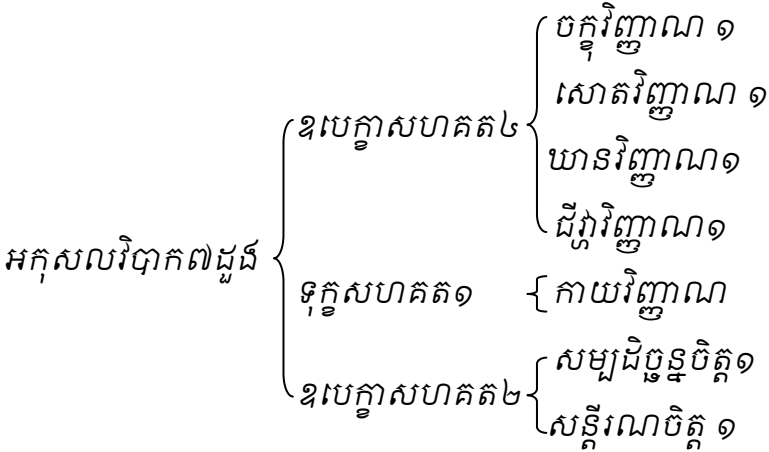 ចក្ខុវិញ្ញាណ ១
សោតវិញ្ញាណ ១
ឧបេក្ខាសហគត៤
ឃានវិញ្ញាណ១
ជីវ្ហាវិញ្ញាណ១
អកុសលវិបាក៧ដួង
ទុក្ខសហគត១ កាយវិញ្ញាណ
សម្បដិច្ឆន្នចិត្ត១
ឧបេក្ខាសហគត២
សន្តីរណចិត្ត ១